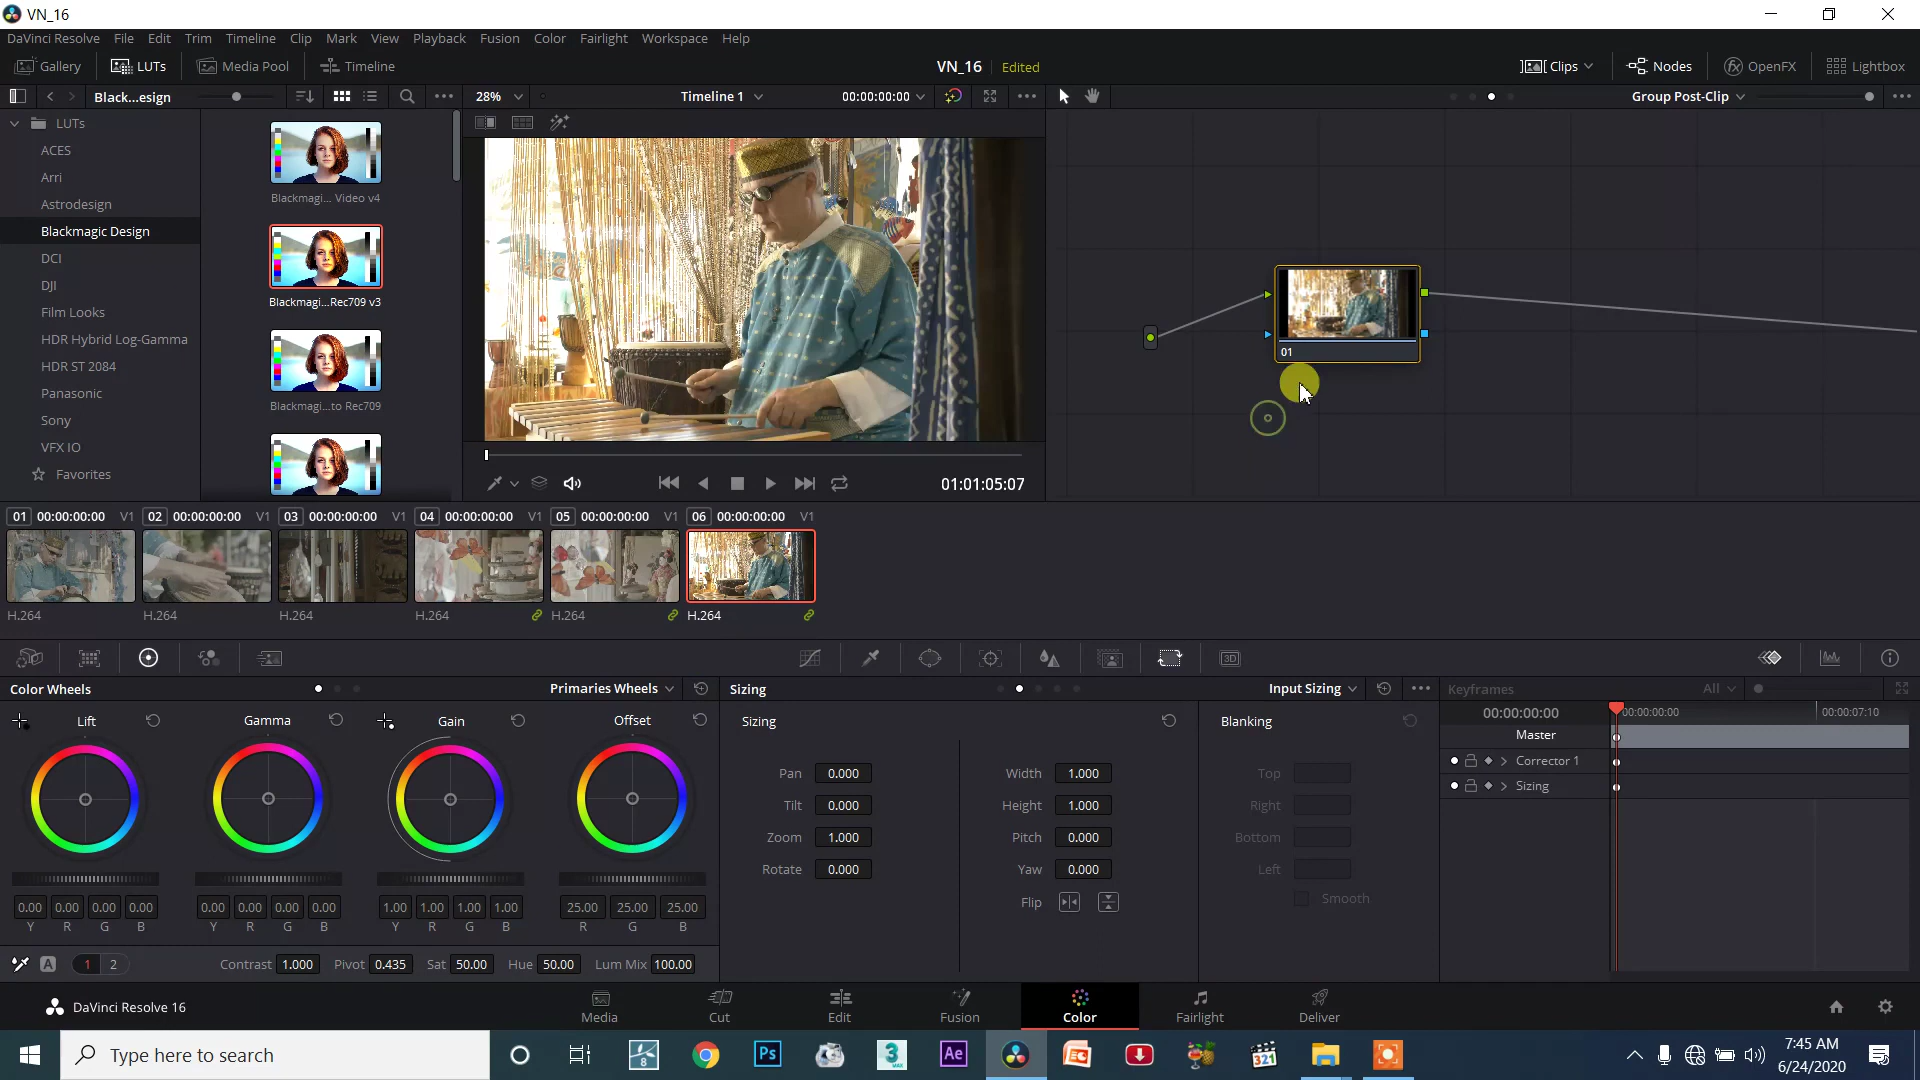 VN_16
DaVinci Resolve File Edit Trim Timeline Clip Mark View Playback Fusion Color Fairlight Workspace Help
Gallery LUTs Media Pool Timeline VN_16 Edited Clips Nodes OpenFX Lightbox
Black...esign 28% Timeline 1 00:00:00:00 Group Post-Clip
LUTs
ACES
Arri
Astrodesign
Blackmagic Design
DCI
DJI
Film Looks
HDR Hybrid Log-Gamma
HDR ST 2084
Panasonic
Sony
VFX IO
Favorites
Blackmagi... Video v4
Blackmagi...Rec709 v3
Blackmagi...to Rec709
01
01:01:05:07
01 00:00:00:00 V1 02 00:00:00:00 V1 03 00:00:00:00 V1 04 00:00:00:00 V1 05 00:00:00:00 V1 06 00:00:00:00 V1
H.264 H.264 H.264 H.264 H.264 H.264
3D
Color Wheels Primaries Wheels Sizing Input Sizing Keyframes All
Lift Gamma Gain Offset
Sizing Blanking
Pan 0.000 Width 1.000 Top
Tilt 0.000 Height 1.000 Right
Zoom 1.000 Pitch 0.000 Bottom
Rotate 0.000 Yaw 0.000 Left
Flip Smooth
00:00:00:00 00:00:00:00 00:00:07:10
Master
Corrector 1
Sizing
0.00 0.00 0.00 0.00 0.00 0.00 0.00 0.00 1.00 1.00 1.00 1.00 25.00 25.00 25.00
Y R G B Y R G B Y R G B R G B
A 1 2 Contrast 1.000 Pivot 0.435 Sat 50.00 Hue 50.00 Lum Mix 100.00
DaVinci Resolve 16
Media Cut Edit Fusion Color Fairlight Deliver
Type here to search
8 Ps 3 MAX Ae 321
7:45 AM
6/24/2020